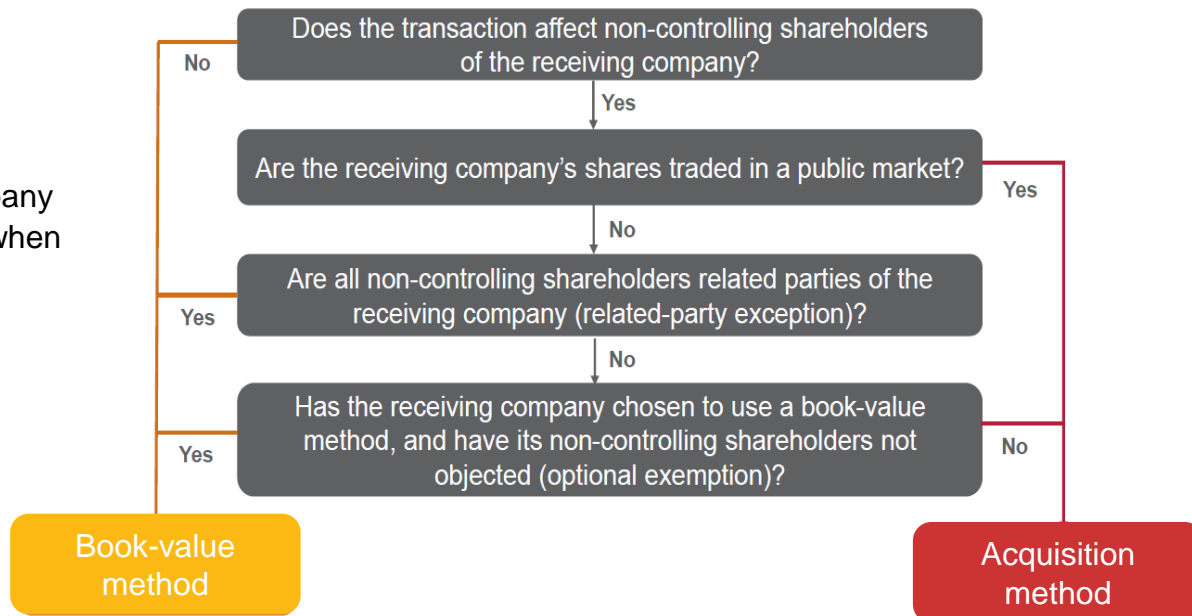 Does the transaction affect non-controlling shareholders
of the receiving company?
No
Yes
Are the receiving company’s shares traded in a public market?
Yes
any
when
No
Are all non-controlling shareholders related parties of the
receiving company (related-party exception)?
Yes
No
Has the receiving company chosen to use a book-value
method, and have its non-controlling shareholders not
objected (optional exemption)?
Yes
No
Book-value
method
Acquisition
method